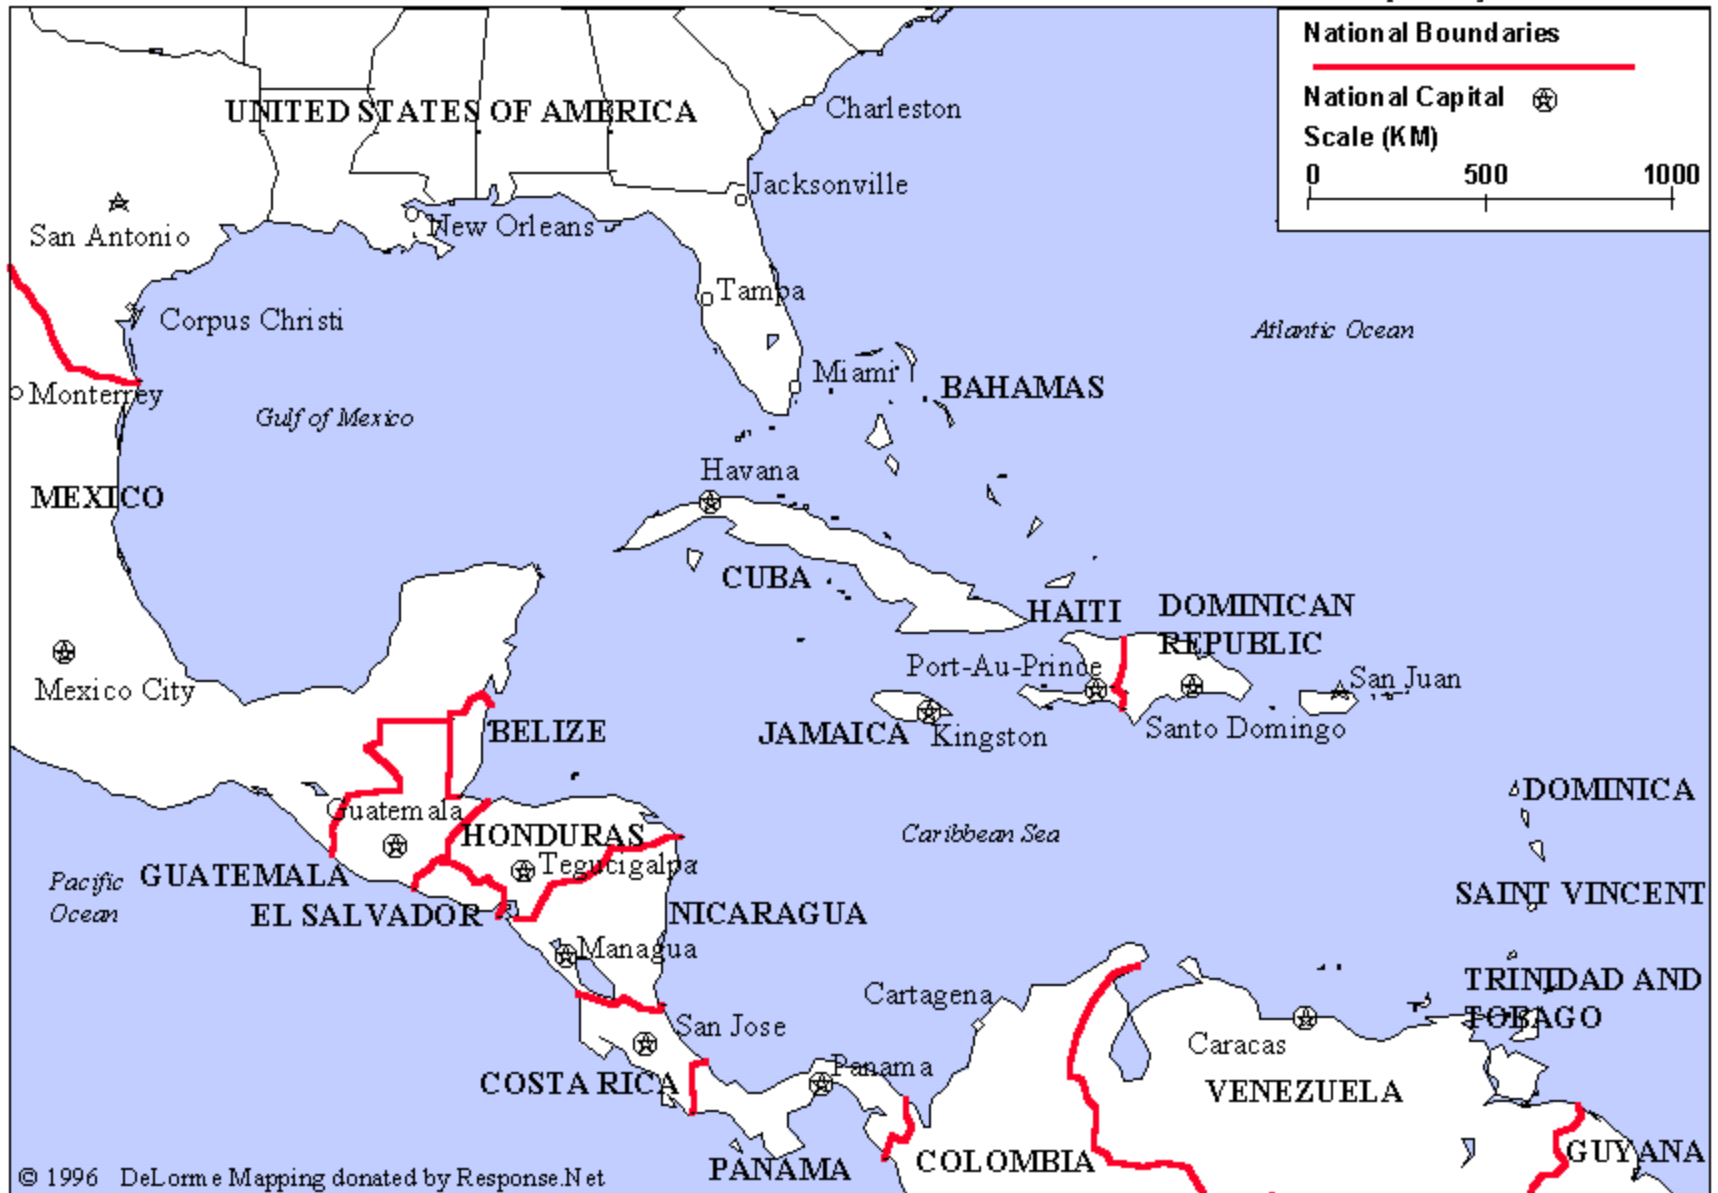 National Boundaries
National Capital
Scale (KM)
0 500 1000
UNITED STATES OF AMERICA
Charleston
Jacksonville
San Antonio
New Orleans
Tampa
Corpus Christi
Atlantic Ocean
Miami
BAHAMAS
Monterrey
Gulf of Mexico
Havana
MEXICO
CUBA
HAITI
DOMINICAN
REPUBLIC
Port-Au-Prince
San Juan
Mexico City
BELIZE
JAMAICA
Kingston
Santo Domingo
DOMINICA
Guatemala
HONDURAS
Caribbean Sea
Tegucigalpa
Pacific
Ocean
GUATEMALA
SAINT VINCENT
EL SALVADOR
NICARAGUA
Managua
TRINIDAD AND
TOBAGO
Cartagena
San Jose
Caracas
Panama
COSTA RICA
VENEZUELA
GUYANA
COLOMBIA
PANAMA
© 1996 DeLorme Mapping donated by Response.Net